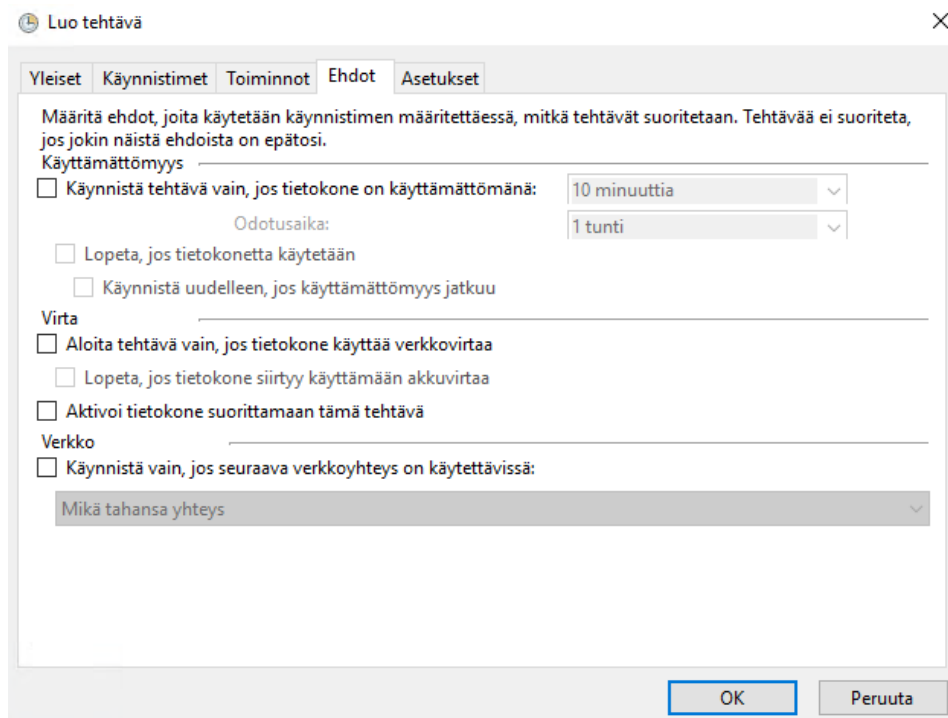 Luo tehtävä
Yleiset Käynnistimet Toiminnot Ehdot Asetukset
Määritä ehdot, joita käytetään käynnistimen määritettäessä, mitkä tehtävät suoritetaan. Tehtävää ei suoriteta,
jos jokin näistä ehdoista on epätosi.
Käyttämättömyys
Käynnistä tehtävä vain, jos tietokone on käyttämättömänä: 10 minuuttia
Odotusaika: 1 tunti
Lopeta, jos tietokonetta käytetään
Käynnistä uudelleen, jos käyttämättömyys jatkuu
Virta
Aloita tehtävä vain, jos tietokone käyttää verkkovirtaa
Lopeta, jos tietokone siirtyy käyttämään akkuvirtaa
Aktivoi tietokone suorittamaan tämä tehtävä
Verkko
Käynnistä vain, jos seuraava verkkoyhteys on käytettävissä:
Mikä tahansa yhteys
OK Peruuta